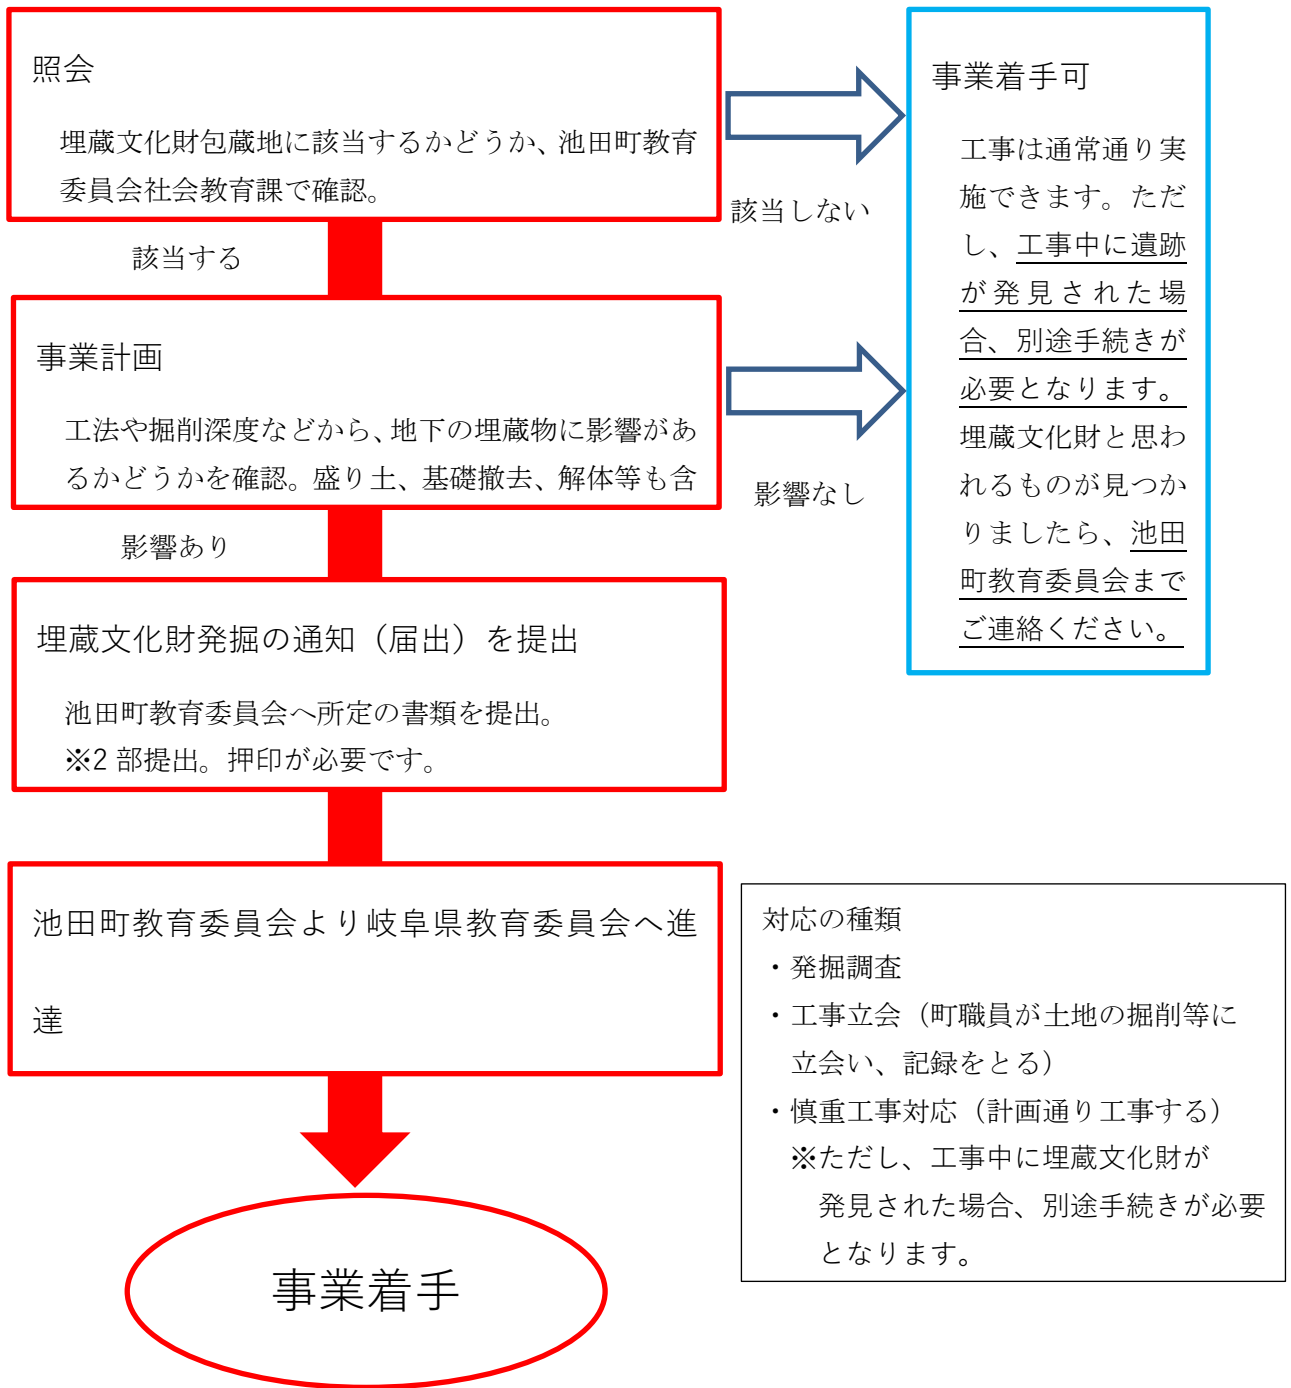 照会
埋蔵文化財包蔵地に該当するかどうか、池田町教育
委員会社会教育課で確認。
該当しない
該当する
事業計画
工法や掘削深度などから、地下の埋蔵物に影響があ
るかどうかを確認。盛り土、基礎撤去、解体等も含
影響なし
影響あり
埋蔵文化財発掘の通知（届出）を提出
池田町教育委員会へ所定の書類を提出。
※2 部提出。押印が必要です。
池田町教育委員会より岐阜県教育委員会へ進
達
事業着手
事業着手可
工事は通常通り実
施できます。ただ
し、工事中に遺跡
が発見された場
合、別途手続きが
必要となります。
埋蔵文化財と思わ
れるものが見つか
りましたら、池田
町教育委員会まで
ご連絡ください。
対応の種類
・発掘調査
・工事立会（町職員が土地の掘削等に
立会い、記録をとる）
・慎重工事対応（計画通り工事する）
※ただし、工事中に埋蔵文化財が
発見された場合、別途手続きが必要
となります。